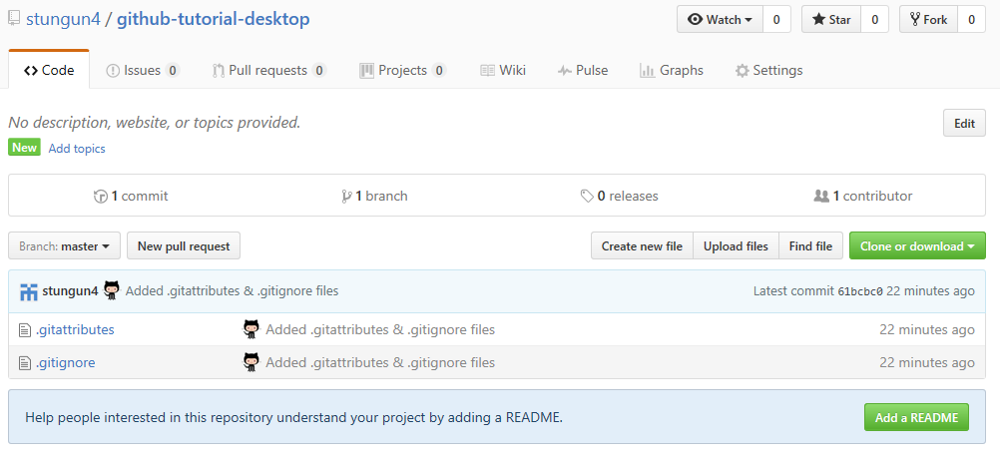 stungun4 / github-tutorial-desktop Watch 0 Star 0 Fork 0
Code Issues 0 Pull requests 0 Projects 0 Wiki Pulse Graphs Settings
No description, website, or topics provided. Edit
New Add topics
1 commit 1 branch 0 releases 1 contributor
Branch: master New pull request Create new file Upload files Find file Clone or download
stungun4 Added .gitattributes & .gitignore files Latest commit 61bcbc0 22 minutes ago
.gitattributes Added .gitattributes & .gitignore files 22 minutes ago
.gitignore Added .gitattributes & .gitignore files 22 minutes ago
Help people interested in this repository understand your project by adding a README. Add a README